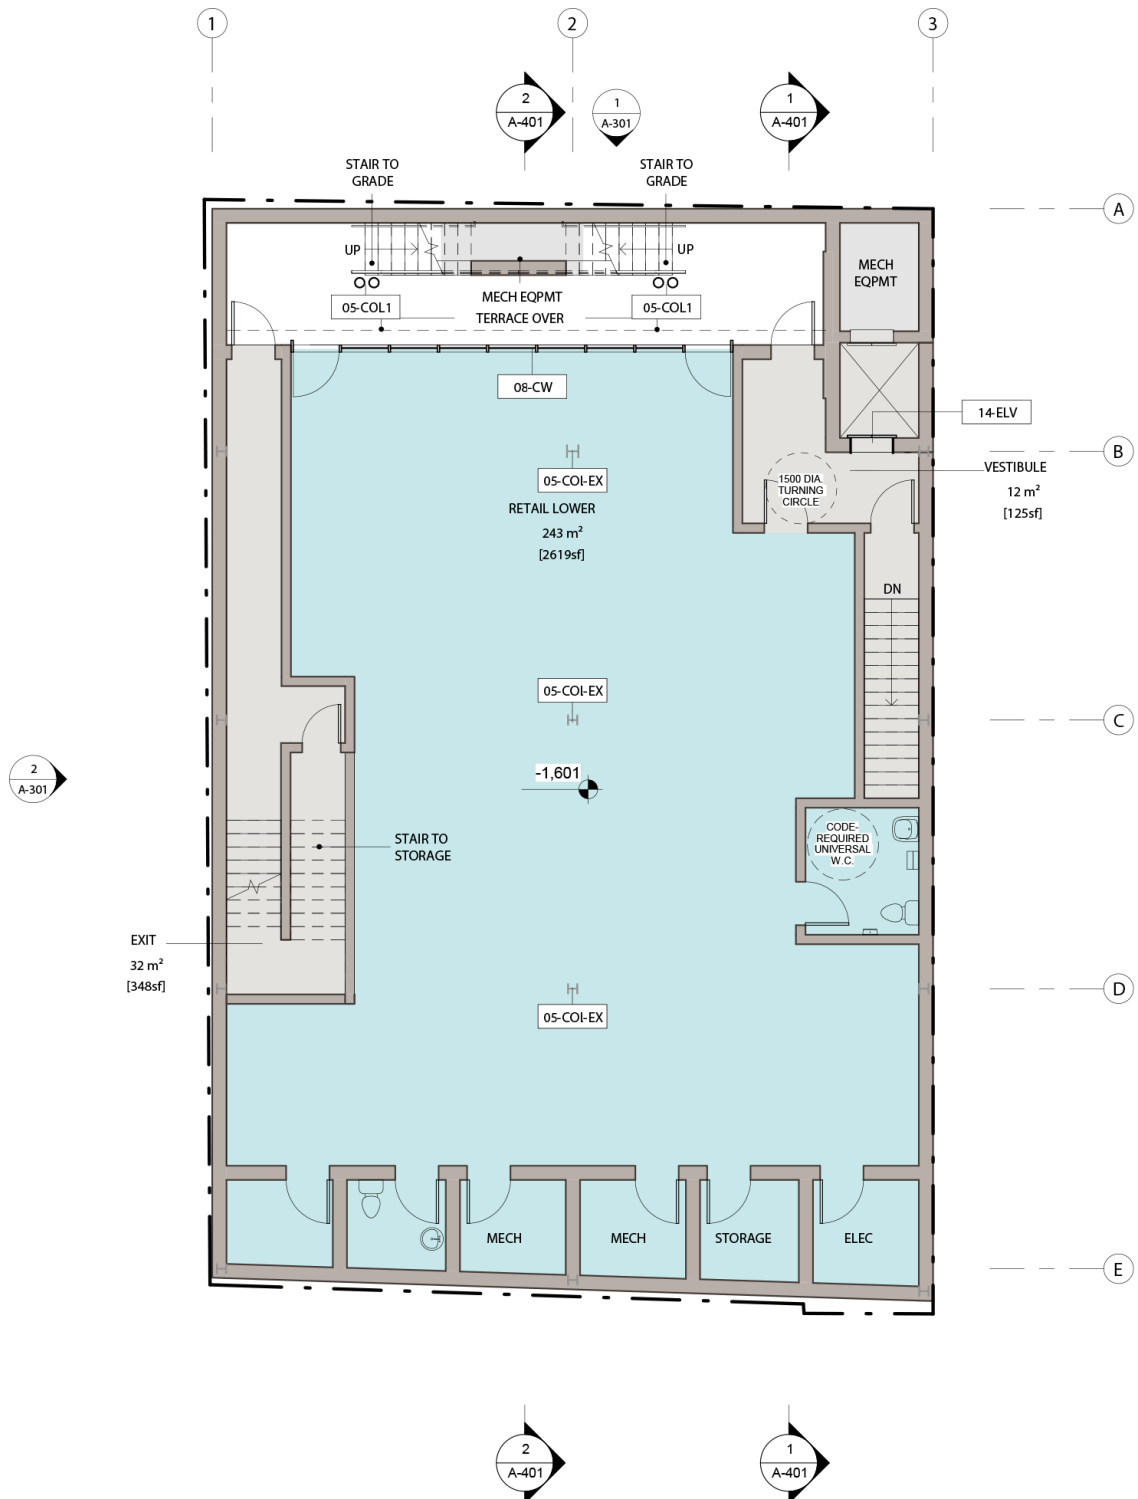 1
2
3
2
A-401
1
A-301
1
A-401
STAIR TO
GRADE
STAIR TO
GRADE
A
UP
UP
MECH
EQPMT
MECH EQPMT
TERRACE OVER
05-COL1
05-COL1
08-CW
14-ELV
B
05-COL-EX
RETAIL LOWER
243 m²
[2619sf]
1500 DIA.
TURNING
CIRCLE
VESTIBULE
12 m²
[125sf]
DN
05-COL-EX
C
-1,601
2
A-301
STAIR TO
STORAGE
CODE-
REQUIRED
UNIVERSAL
W.C.
EXIT
32 m²
[348sf]
05-COL-EX
D
MECH
MECH
STORAGE
ELEC
E
2
A-401
1
A-401